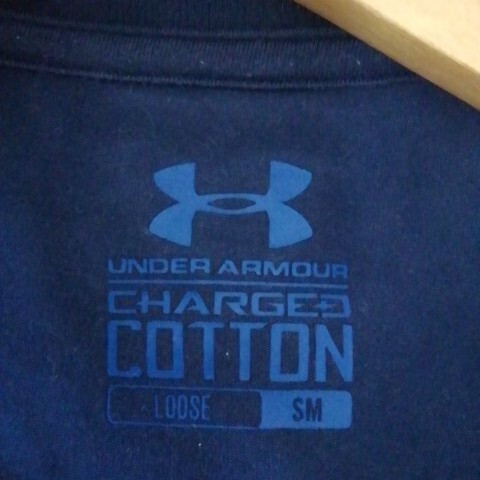 UNDER ARMOUR
CHARGED
COTTON
LOOSE SM